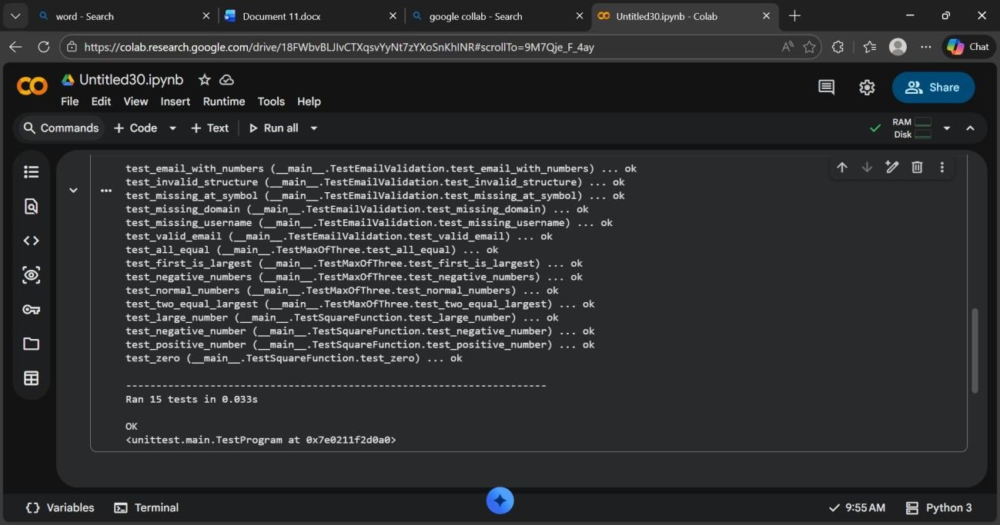 word - Search
Document 11.docx
google collab - Search
Untitled30.ipynb - Colab
https://colab.research.google.com/drive/18FWbvBLJIvCTXqsvYyNt7zYXoSnKhINR#scrollTo=9M7Qje_F_4ay
Chat
Untitled30.ipynb
File Edit View Insert Runtime Tools Help
Share
Commands + Code + Text Run all
RAM
Disk
test_email_with_numbers (__main__.TestEmailValidation.test_email_with_numbers) ... ok
test_invalid_structure (__main__.TestEmailValidation.test_invalid_structure) ... ok
test_missing_at_symbol (__main__.TestEmailValidation.test_missing_at_symbol) ... ok
test_missing_domain (__main__.TestEmailValidation.test_missing_domain) ... ok
test_missing_username (__main__.TestEmailValidation.test_missing_username) ... ok
test_valid_email (__main__.TestEmailValidation.test_valid_email) ... ok
test_all_equal (__main__.TestMaxOfThree.test_all_equal) ... ok
test_first_is_largest (__main__.TestMaxOfThree.test_first_is_largest) ... ok
test_negative_numbers (__main__.TestMaxOfThree.test_negative_numbers) ... ok
test_normal_numbers (__main__.TestMaxOfThree.test_normal_numbers) ... ok
test_two_equal_largest (__main__.TestMaxOfThree.test_two_equal_largest) ... ok
test_large_number (__main__.TestSquareFunction.test_large_number) ... ok
test_negative_number (__main__.TestSquareFunction.test_negative_number) ... ok
test_positive_number (__main__.TestSquareFunction.test_positive_number) ... ok
test_zero (__main__.TestSquareFunction.test_zero) ... ok
----------------------------------------------------------------------
Ran 15 tests in 0.033s
OK
<unittest.main.TestProgram at 0x7e0211f2d0a0>
Variables Terminal
9:55 AM Python 3